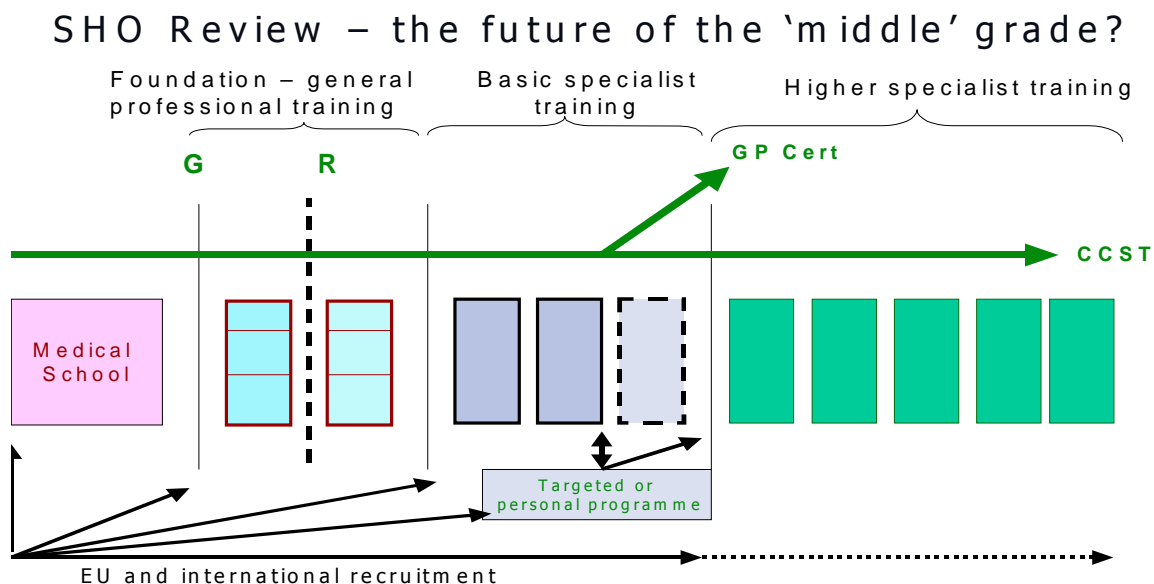 SHO Review – the future of the ‘middle’ grade?
Foundation – general
professional training
Basic specialist
training
Higher specialist training
G
R
GP Cert
CCST
Medical
School
Targeted or
personal programme
EU and international recruitment